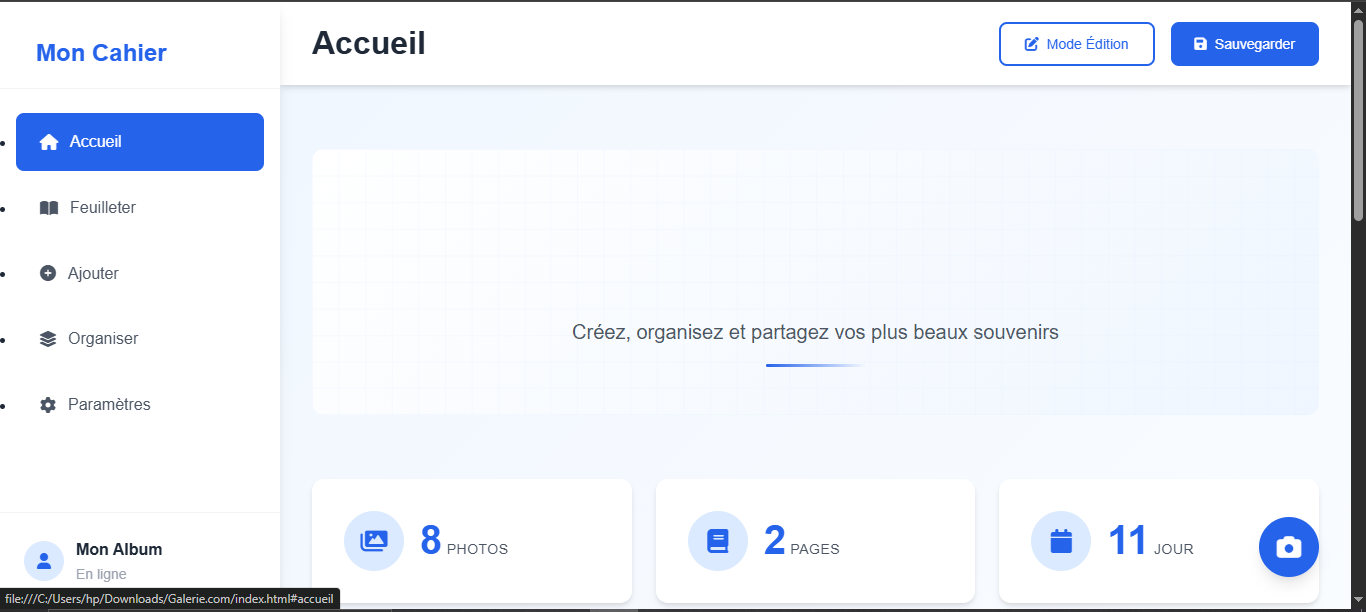 Mon Cahier
Accueil
Mode Édition
Sauvegarder
Accueil
Feuilleter
Ajouter
Organiser
Paramètres
Créez, organisez et partagez vos plus beaux souvenirs
8 PHOTOS
2 PAGES
11 JOUR
Mon Album
En ligne
file:///C:/Users/hp/Downloads/Galerie.com/index.html#accueil